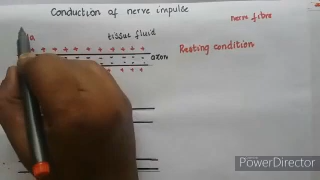 Conduction of nerve impulse
nerve fibre
a tissue fluid
+ + + + + + + + + + + Resting condition
- - - - - - - - - - - axon
+ + + +
PowerDirector